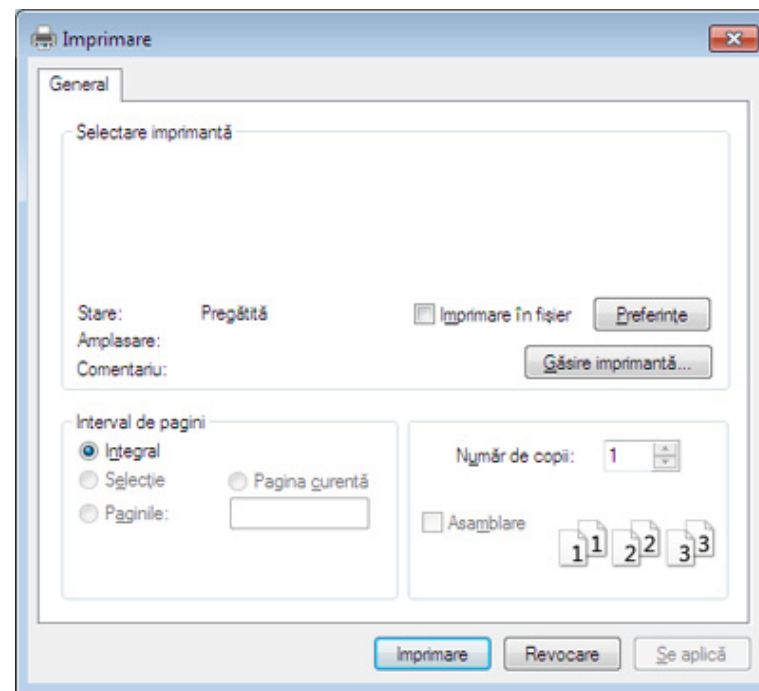 Imprimare
General
Selectare imprimantă
Stare: Pregătită
Imprimare în fișier
Preferințe
Amplasare:
Comentariu:
Găsire imprimantă...
Interval de pagini
Integral
Selecție
Pagina curentă
Paginile:
Număr de copii: 1
Asamblare
1 1 2 2 3 3
Imprimare
Revocare
Se aplică